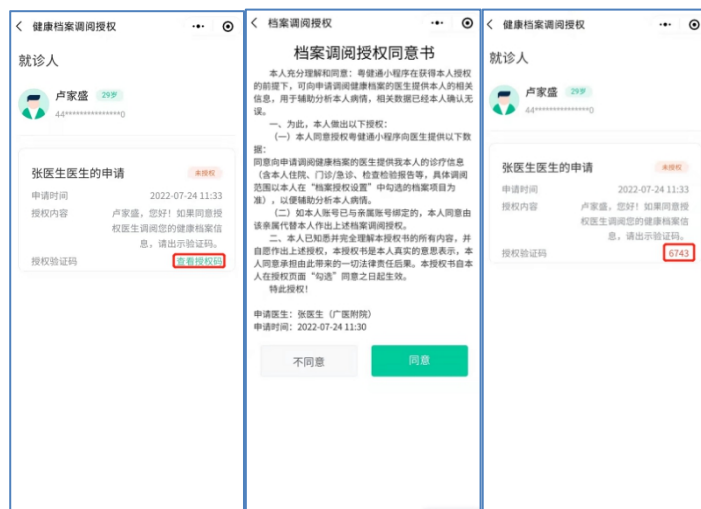 健康档案调阅授权
就诊人
卢家盛 29岁
44***************0
张医生医生的申请 未授权
申请时间 2022-07-24 11:33
授权内容 卢家盛，您好！如果同意授
权医生调阅您的健康档案信
息，请出示验证码。
授权验证码 查看授权码
档案调阅授权
档案调阅授权同意书
本人充分理解和同意：粤健通小程序在获得本人授权
的前提下，可向申请调阅健康档案的医生提供本人的相关
信息，用于辅助分析本人病情，相关数据已经本人确认无
误。
一、为此，本人做出以下授权：
（一）本人同意授权粤健通小程序向医生提供以下数
据：
同意向申请调阅健康档案的医生提供我本人的诊疗信息
（含本人住院、门诊/急诊、检查检验报告等，具体调阅
范围以本人在“档案授权设置”中勾选的档案项目为
准），以便辅助分析本人病情。
（二）如本人账号已与亲属账号绑定的，本人同意由
该亲属代替本人作出上述档案调阅授权。
二、本人已知悉并完全理解本授权书的所有内容，并
自愿作出上述授权，本授权书是本人真实的意思表示，本
人同意承担由此带来的一切法律责任后果。本授权书自本
人在授权页面“勾选”同意之日起生效。
特此授权！
申请医生：张医生（广医附院）
申请时间：2022-07-24 11:30
不同意 同意
健康档案调阅授权
就诊人
卢家盛 29岁
44***************0
张医生医生的申请 未授权
申请时间 2022-07-24 11:33
授权内容 卢家盛，您好！如果同意授
权医生调阅您的健康档案信
息，请出示验证码。
授权验证码 6743